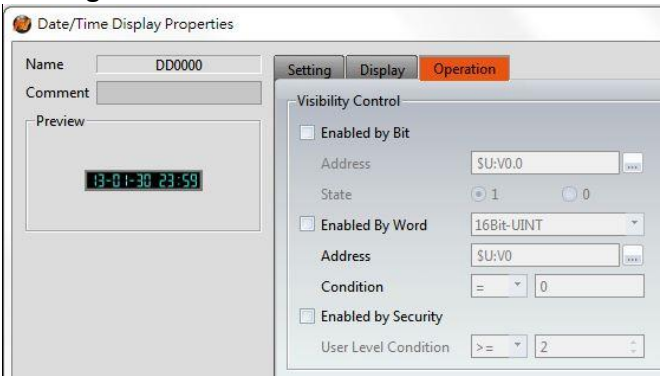 Date/Time Display Properties
Name DD0000
Comment
Preview
13-01-30 23:59
Setting Display Operation
Visibility Control
Enabled by Bit
Address $U:V0.0 ...
State 1 0
Enabled By Word 16Bit-UINT
Address $U:V0 ...
Condition = 0
Enabled by Security
User Level Condition >= 2